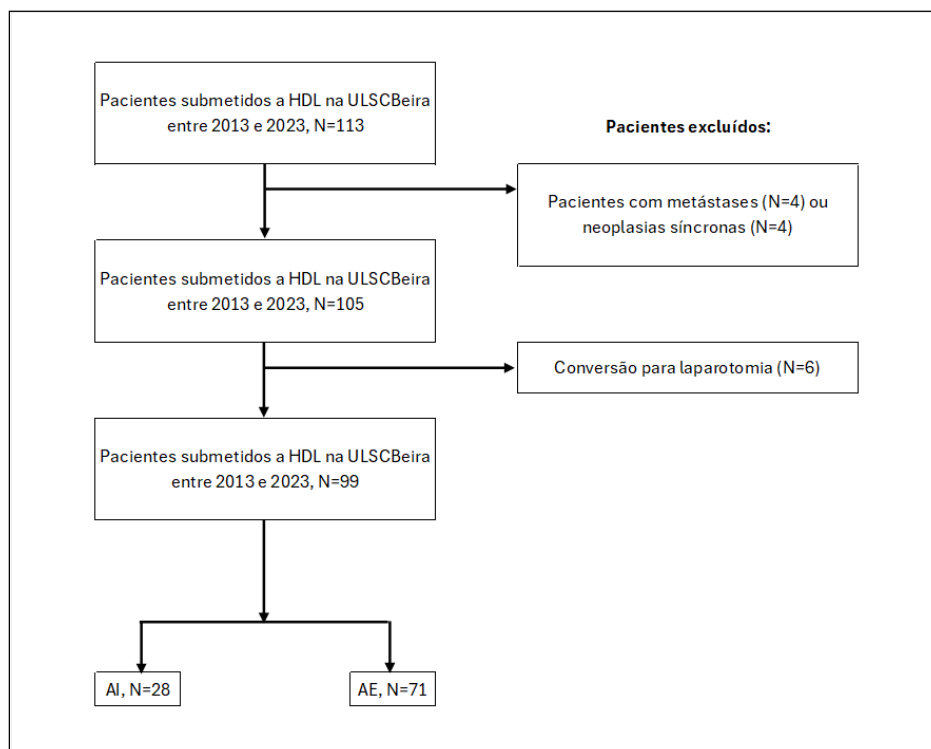 Pacientes submetidos a HDL na ULSCBeira
entre 2013 e 2023, N=113
Pacientes excluídos:
Pacientes com metástases (N=4) ou
neoplasias síncronas (N=4)
Pacientes submetidos a HDL na ULSCBeira
entre 2013 e 2023, N=105
Conversão para laparotomia (N=6)
Pacientes submetidos a HDL na ULSCBeira
entre 2013 e 2023, N=99
AI, N=28
AE, N=71